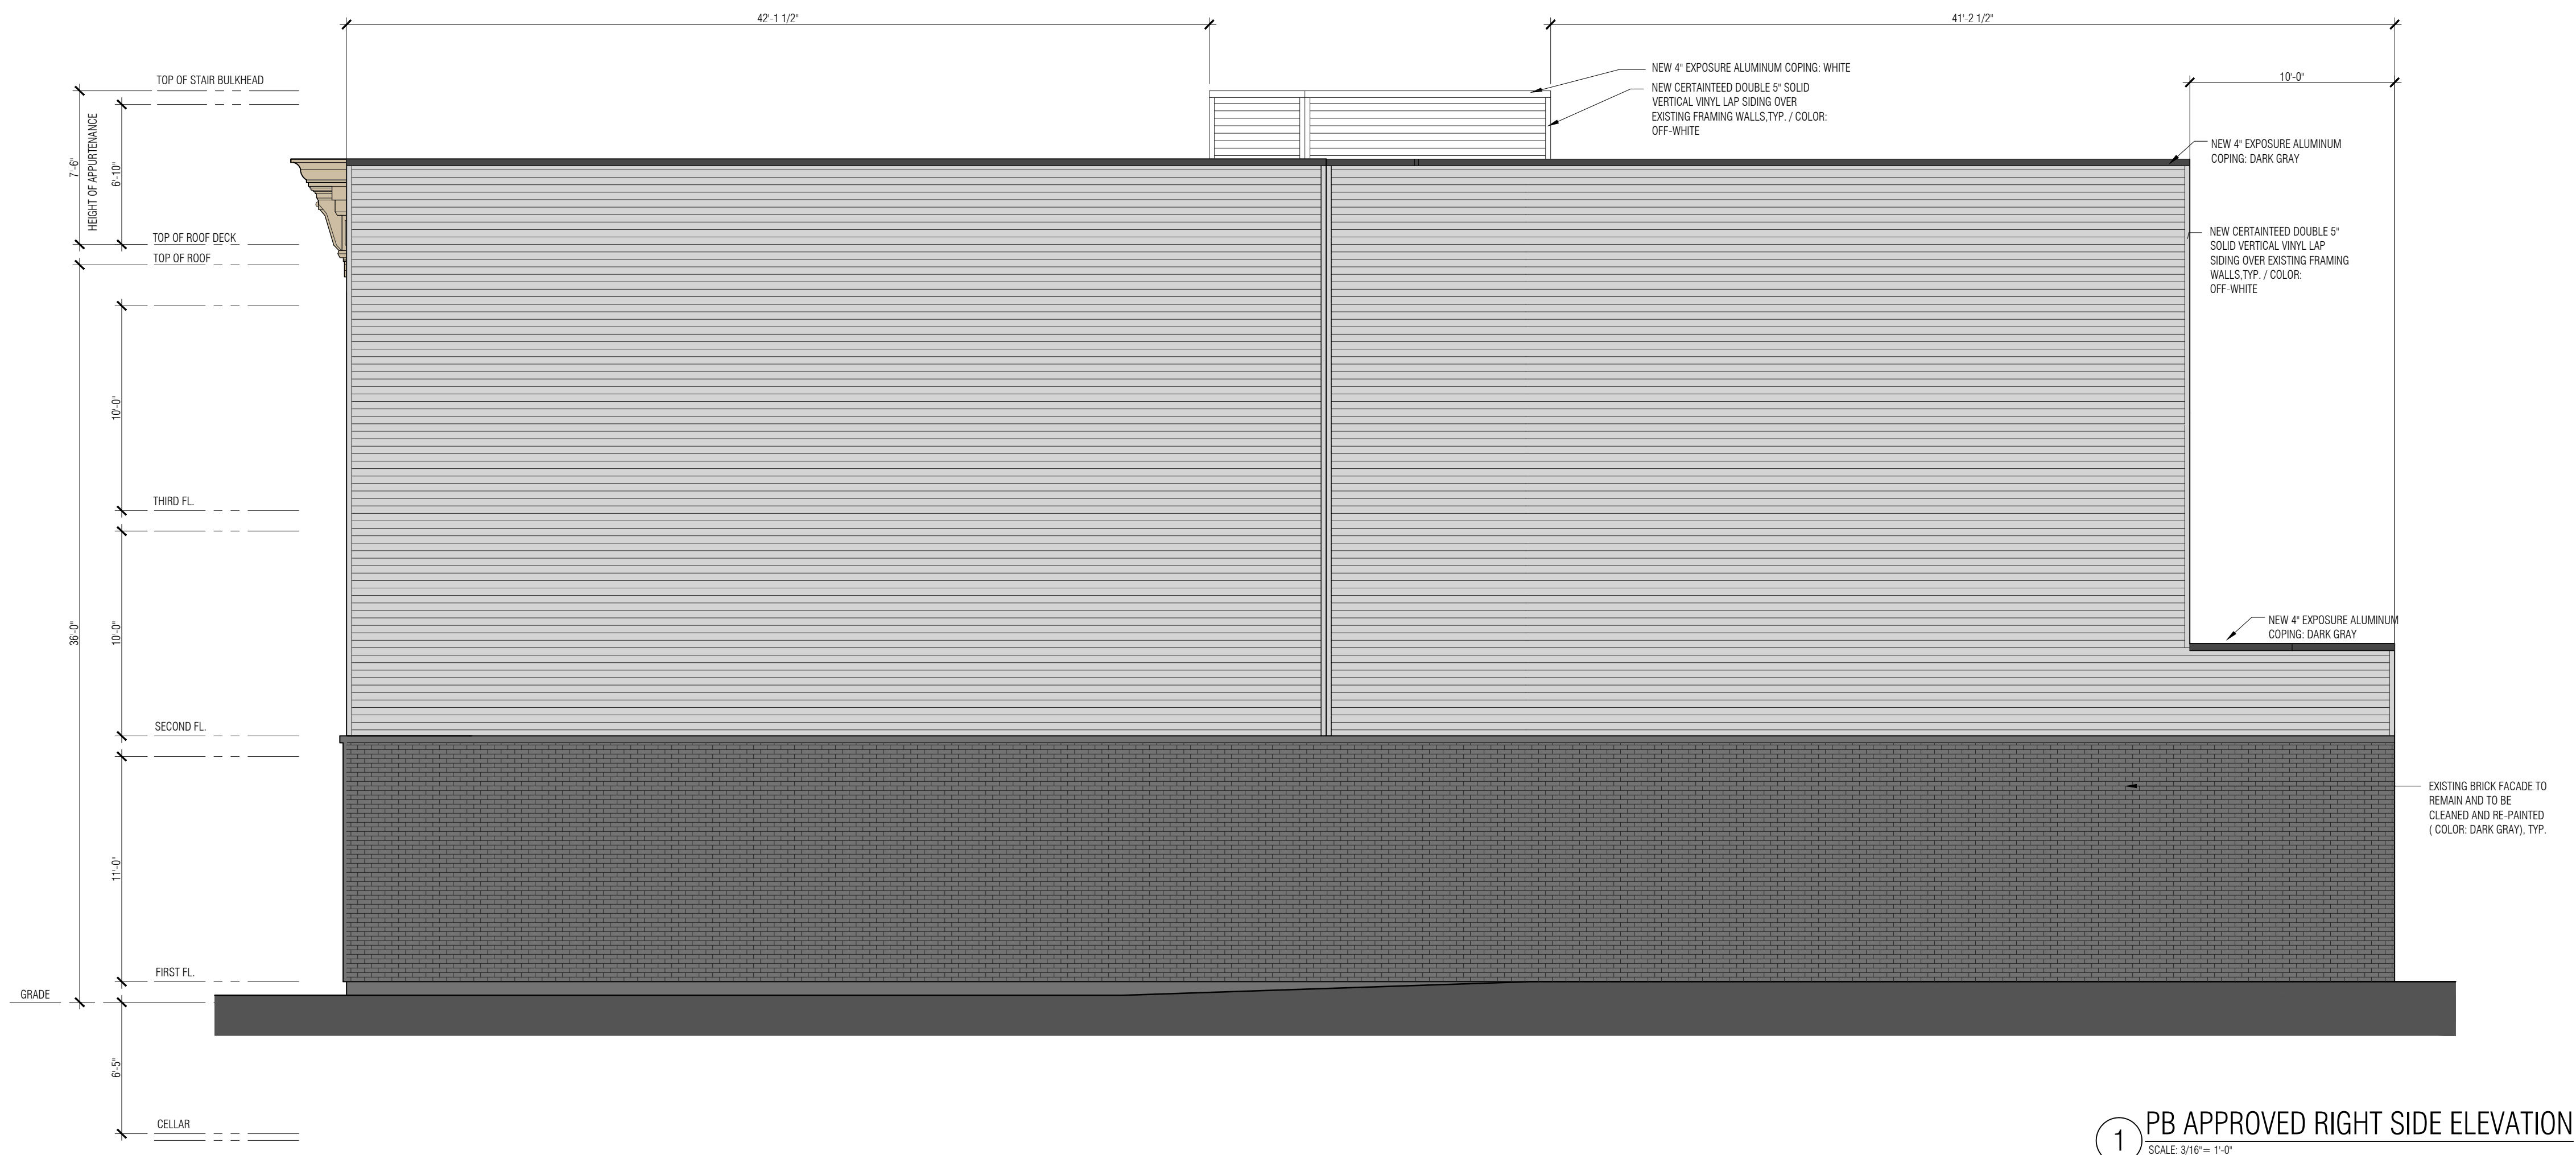 42'-1 1/2"
41'-2 1/2"
10'-0"
NEW 4" EXPOSURE ALUMINUM COPING: WHITE
NEW CERTAINTEED DOUBLE 5" SOLID
VERTICAL VINYL LAP SIDING OVER
EXISTING FRAMING WALLS,TYP. / COLOR:
OFF-WHITE
TOP OF STAIR BULKHEAD
7'-6"
HEIGHT OF APPURTENANCE
6'-10"
NEW 4" EXPOSURE ALUMINUM
COPING: DARK GRAY
TOP OF ROOF DECK
TOP OF ROOF
NEW CERTAINTEED DOUBLE 5"
SOLID VERTICAL VINYL LAP
SIDING OVER EXISTING FRAMING
WALLS,TYP. / COLOR:
OFF-WHITE
10'-0"
THIRD FL.
36'-0"
10'-0"
NEW 4" EXPOSURE ALUMINUM
COPING: DARK GRAY
SECOND FL.
EXISTING BRICK FACADE TO
REMAIN AND TO BE
CLEANED AND RE-PAINTED
( COLOR: DARK GRAY), TYP.
11'-0"
FIRST FL.
GRADE
6'-5"
CELLAR
1
PB APPROVED RIGHT SIDE ELEVATION
SCALE: 3/16"= 1'-0"